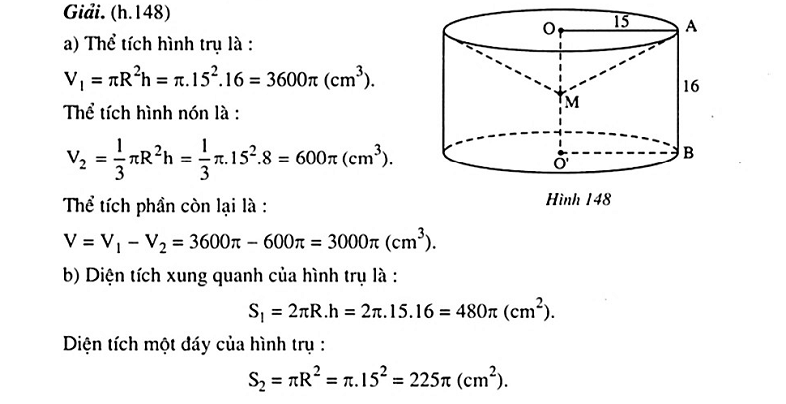 Giải. (h.148)
a) Thể tích hình trụ là :
V₁ = πR²h = π.15².16 = 3600π (cm³).
Thể tích hình nón là :
V₂ = 1/3 πR²h = 1/3 π.15².8 = 600π (cm³).
Thể tích phần còn lại là :
V = V₁ − V₂ = 3600π − 600π = 3000π (cm³).
b) Diện tích xung quanh của hình trụ là :
S₁ = 2πR.h = 2π.15.16 = 480π (cm²).
Diện tích một đáy của hình trụ :
S₂ = πR² = π.15² = 225π (cm²).
O 15 A
16
M
O' B
Hình 148